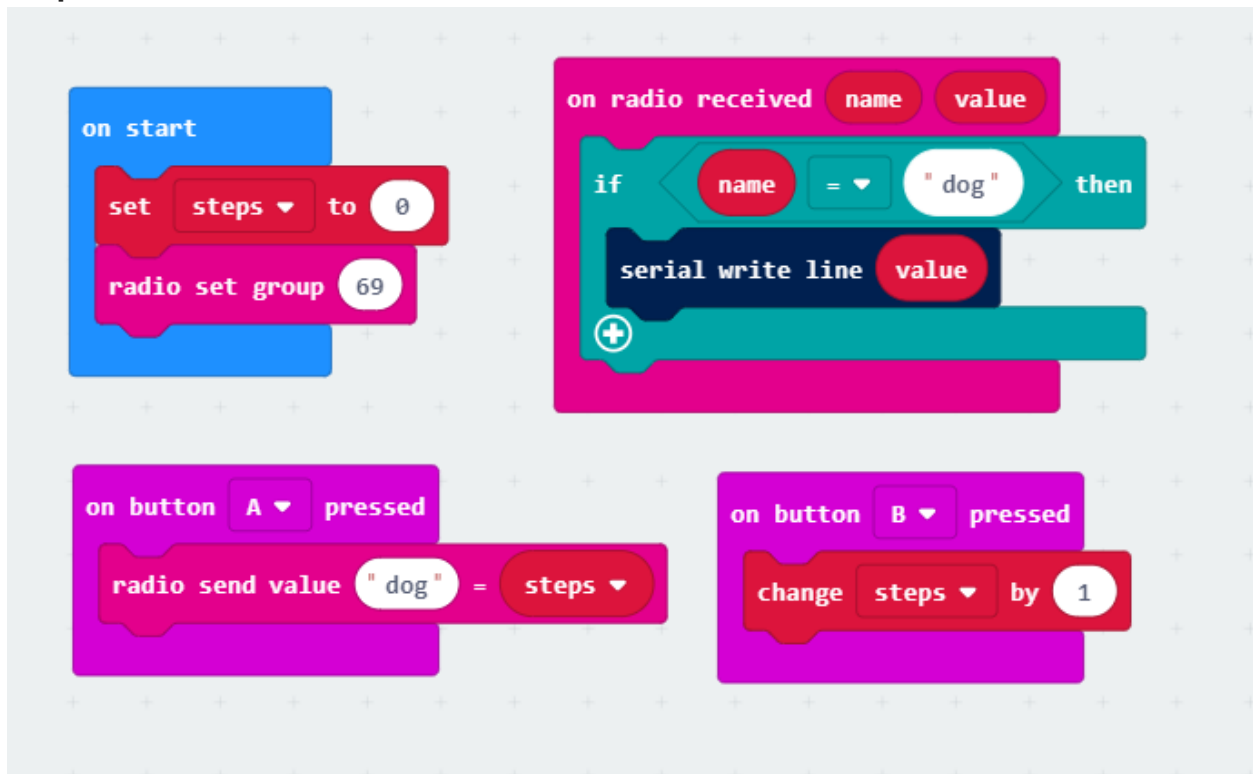 on start
set steps to 0
radio set group 69
on radio received name value
if name = "dog" then
serial write line value
on button A pressed
radio send value "dog" = steps
on button B pressed
change steps by 1